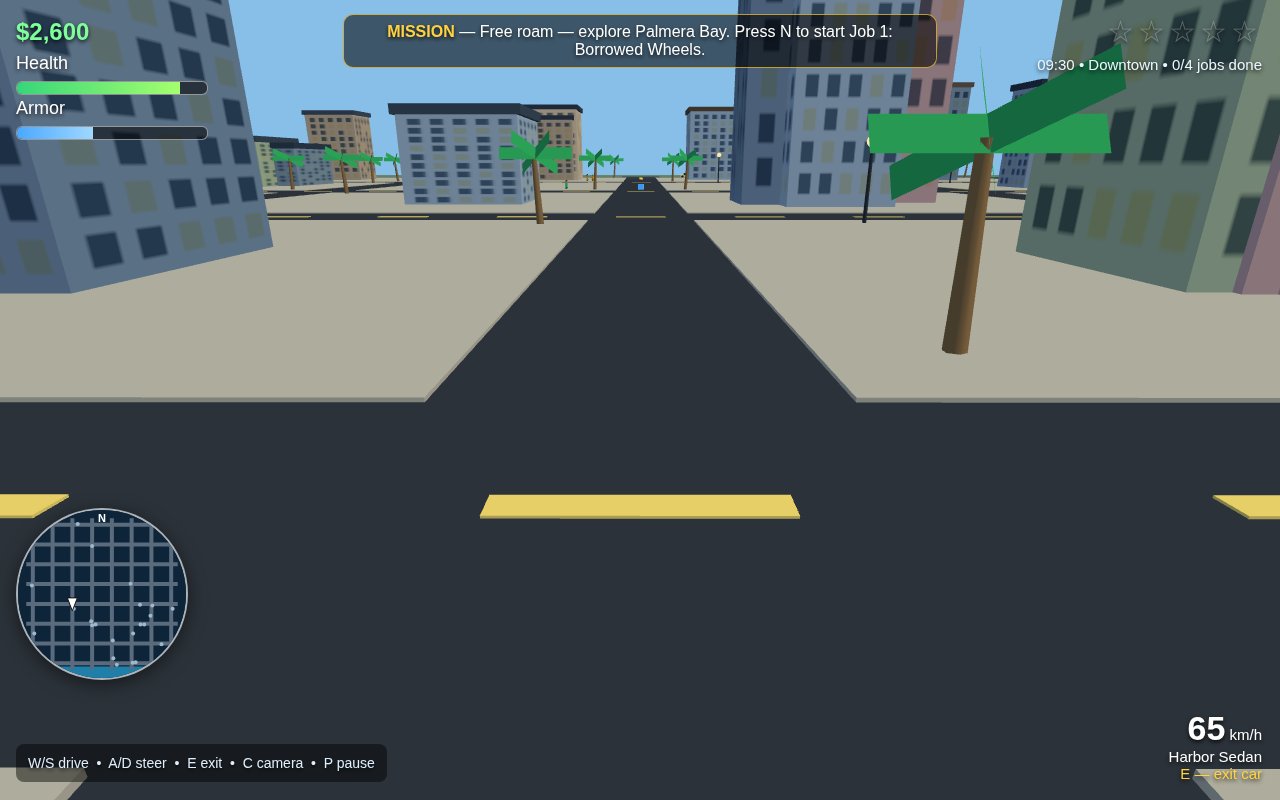 $2,600
Health
Armor
MISSION — Free roam — explore Palmera Bay. Press N to start Job 1:
Borrowed Wheels.
09:30 • Downtown • 0/4 jobs done
N
W/S drive • A/D steer • E exit • C camera • P pause
65 km/h
Harbor Sedan
E — exit car